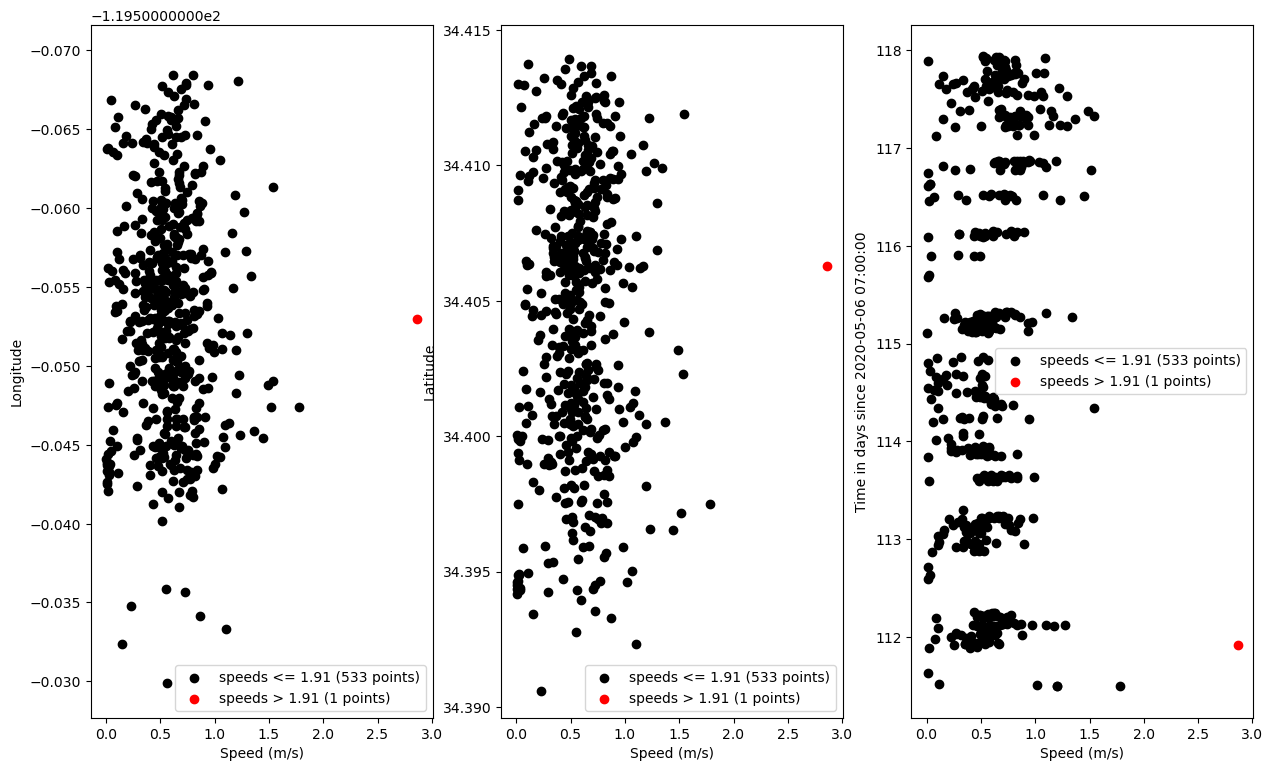 −1.1950000000e2
−0.070
−0.065
−0.060
−0.055
−0.050
−0.045
−0.040
−0.035
−0.030
Longitude
0.0 0.5 1.0 1.5 2.0 2.5 3.0
Speed (m/s)
speeds <= 1.91 (533 points)
speeds > 1.91 (1 points)
34.415
34.410
34.405
34.400
34.395
34.390
Latitude
0.0 0.5 1.0 1.5 2.0 2.5 3.0
Speed (m/s)
speeds <= 1.91 (533 points)
speeds > 1.91 (1 points)
118
117
116
115
114
113
112
Time in days since 2020-05-06 07:00:00
0.0 0.5 1.0 1.5 2.0 2.5 3.0
Speed (m/s)
speeds <= 1.91 (533 points)
speeds > 1.91 (1 points)